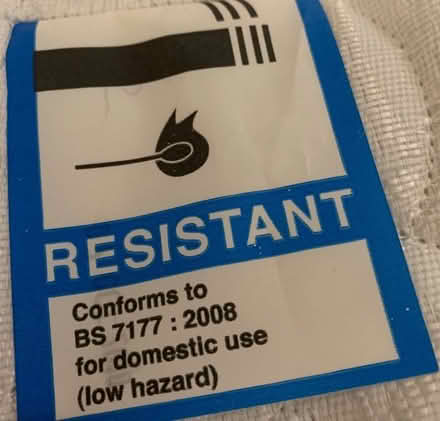 RESISTANT
Conforms to
BS 7177 : 2008
for domestic use
(low hazard)